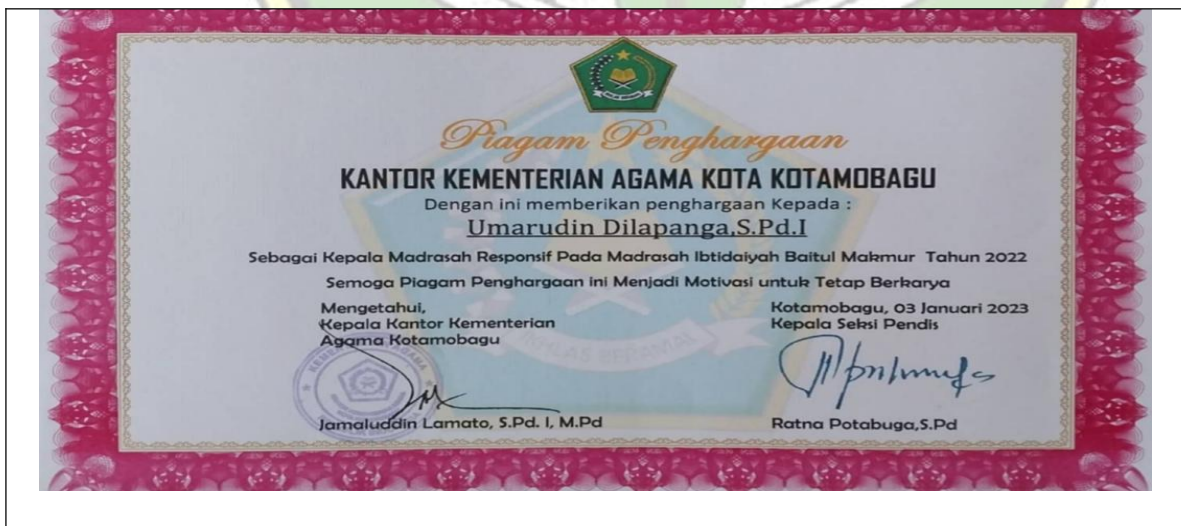 Piagam Penghargaan
KANTOR KEMENTERIAN AGAMA KOTA KOTAMOBAGU
Dengan ini memberikan penghargaan Kepada :
Umarudin Dilapanga,S.Pd.I
Sebagai Kepala Madrasah Responsif Pada Madrasah Ibtidaiyah Baitul Makmur Tahun 2022
Semoga Piagam Penghargaan ini Menjadi Motivasi untuk Tetap Berkarya
Mengetahui,
Kepala Kantor Kementerian
Agama Kotamobagu
Jamaluddin Lamato, S.Pd. I, M.Pd
Kotamobagu, 03 Januari 2023
Kepala Seksi Pendis
Ratna Potabuga,S.Pd
IKHLAS BERAMAL